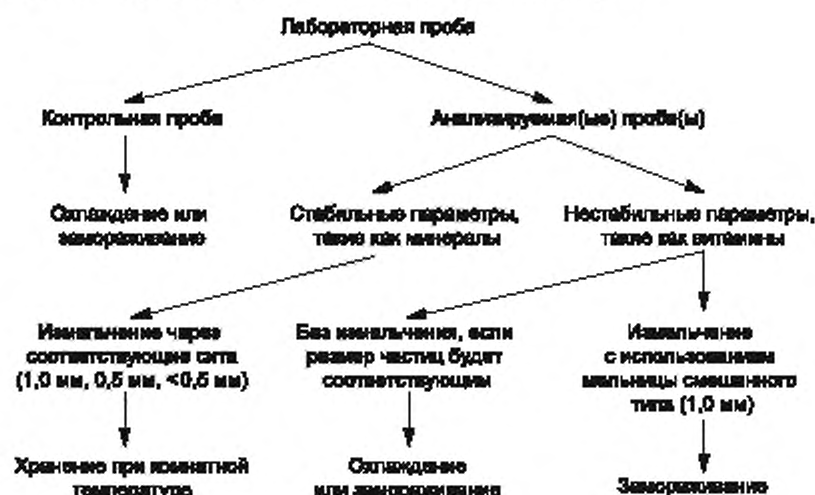 Лабораторная проба
Контрольная проба
Анализируемая(ые) проба(ы)
Охлаждение или
замораживание
Стабильные параметры,
такие как минералы
Нестабильные параметры,
такие как витамины
Измельчение через
соответствующие сита
(1,0 мм, 0,5 мм, <0,5 мм)
Без измельчения, если
размер частиц будет
соответствующим
Измельчение
с использованием
мельницы смешанного
типа (1,0 мм)
Хранение при комнатной
температуре
Охлаждение
или замораживание
Замораживание